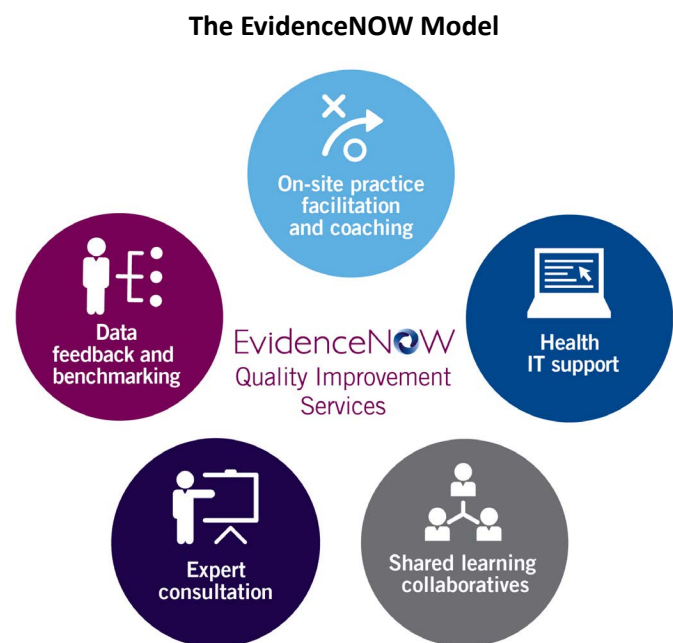 The EvidenceNOW Model
On-site practice
facilitation
and coaching
Data
feedback and
benchmarking
EvidenceNOW
Quality Improvement
Services
Health
IT support
Expert
consultation
Shared learning
collaboratives